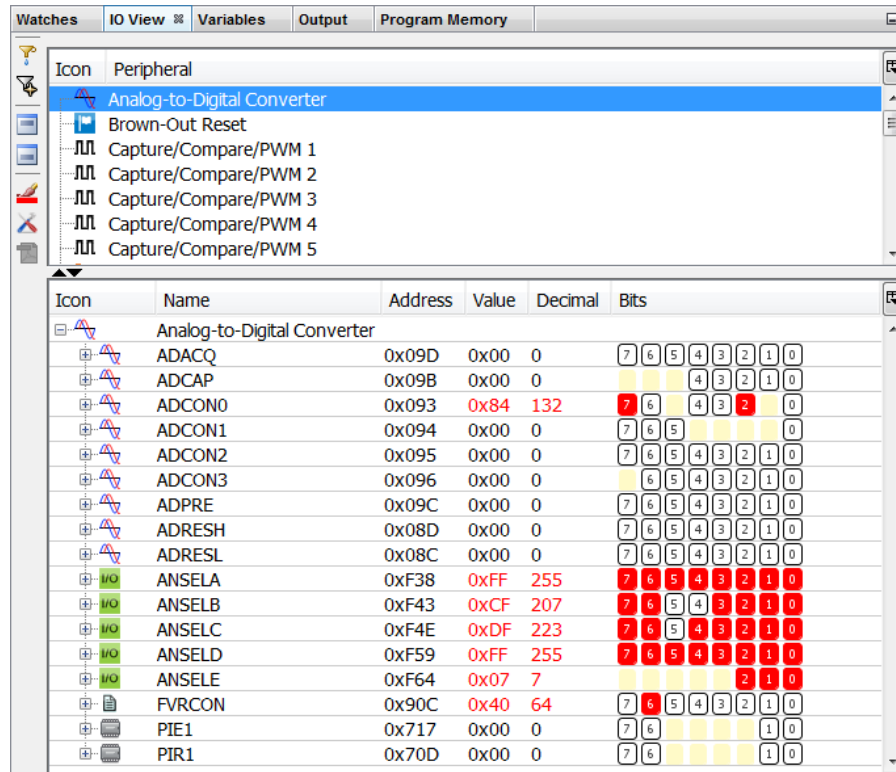 Watches IO View Variables Output Program Memory
Icon Peripheral
Analog-to-Digital Converter
Brown-Out Reset
Capture/Compare/PWM 1
Capture/Compare/PWM 2
Capture/Compare/PWM 3
Capture/Compare/PWM 4
Capture/Compare/PWM 5
Icon Name Address Value Decimal Bits
Analog-to-Digital Converter
ADACQ 0x09D 0x00 0 7 6 5 4 3 2 1 0
ADCAP 0x09B 0x00 0 4 3 2 1 0
ADCON0 0x093 0x84 132 7 6 4 3 2 0
ADCON1 0x094 0x00 0 7 6 5 0
ADCON2 0x095 0x00 0 7 6 5 4 3 2 1 0
ADCON3 0x096 0x00 0 6 5 4 3 2 1 0
ADPRE 0x09C 0x00 0 7 6 5 4 3 2 1 0
ADRESH 0x08D 0x00 0 7 6 5 4 3 2 1 0
ADRESL 0x08C 0x00 0 7 6 5 4 3 2 1 0
I/O ANSELA 0xF38 0xFF 255 7 6 5 4 3 2 1 0
I/O ANSELB 0xF43 0xCF 207 7 6 5 4 3 2 1 0
I/O ANSELC 0xF4E 0xDF 223 7 6 5 4 3 2 1 0
I/O ANSELD 0xF59 0xFF 255 7 6 5 4 3 2 1 0
I/O ANSELE 0xF64 0x07 7 2 1 0
FVRCON 0x90C 0x40 64 7 6 5 4 3 2 1 0
PIE1 0x717 0x00 0 7 6 1 0
PIR1 0x70D 0x00 0 7 6 1 0